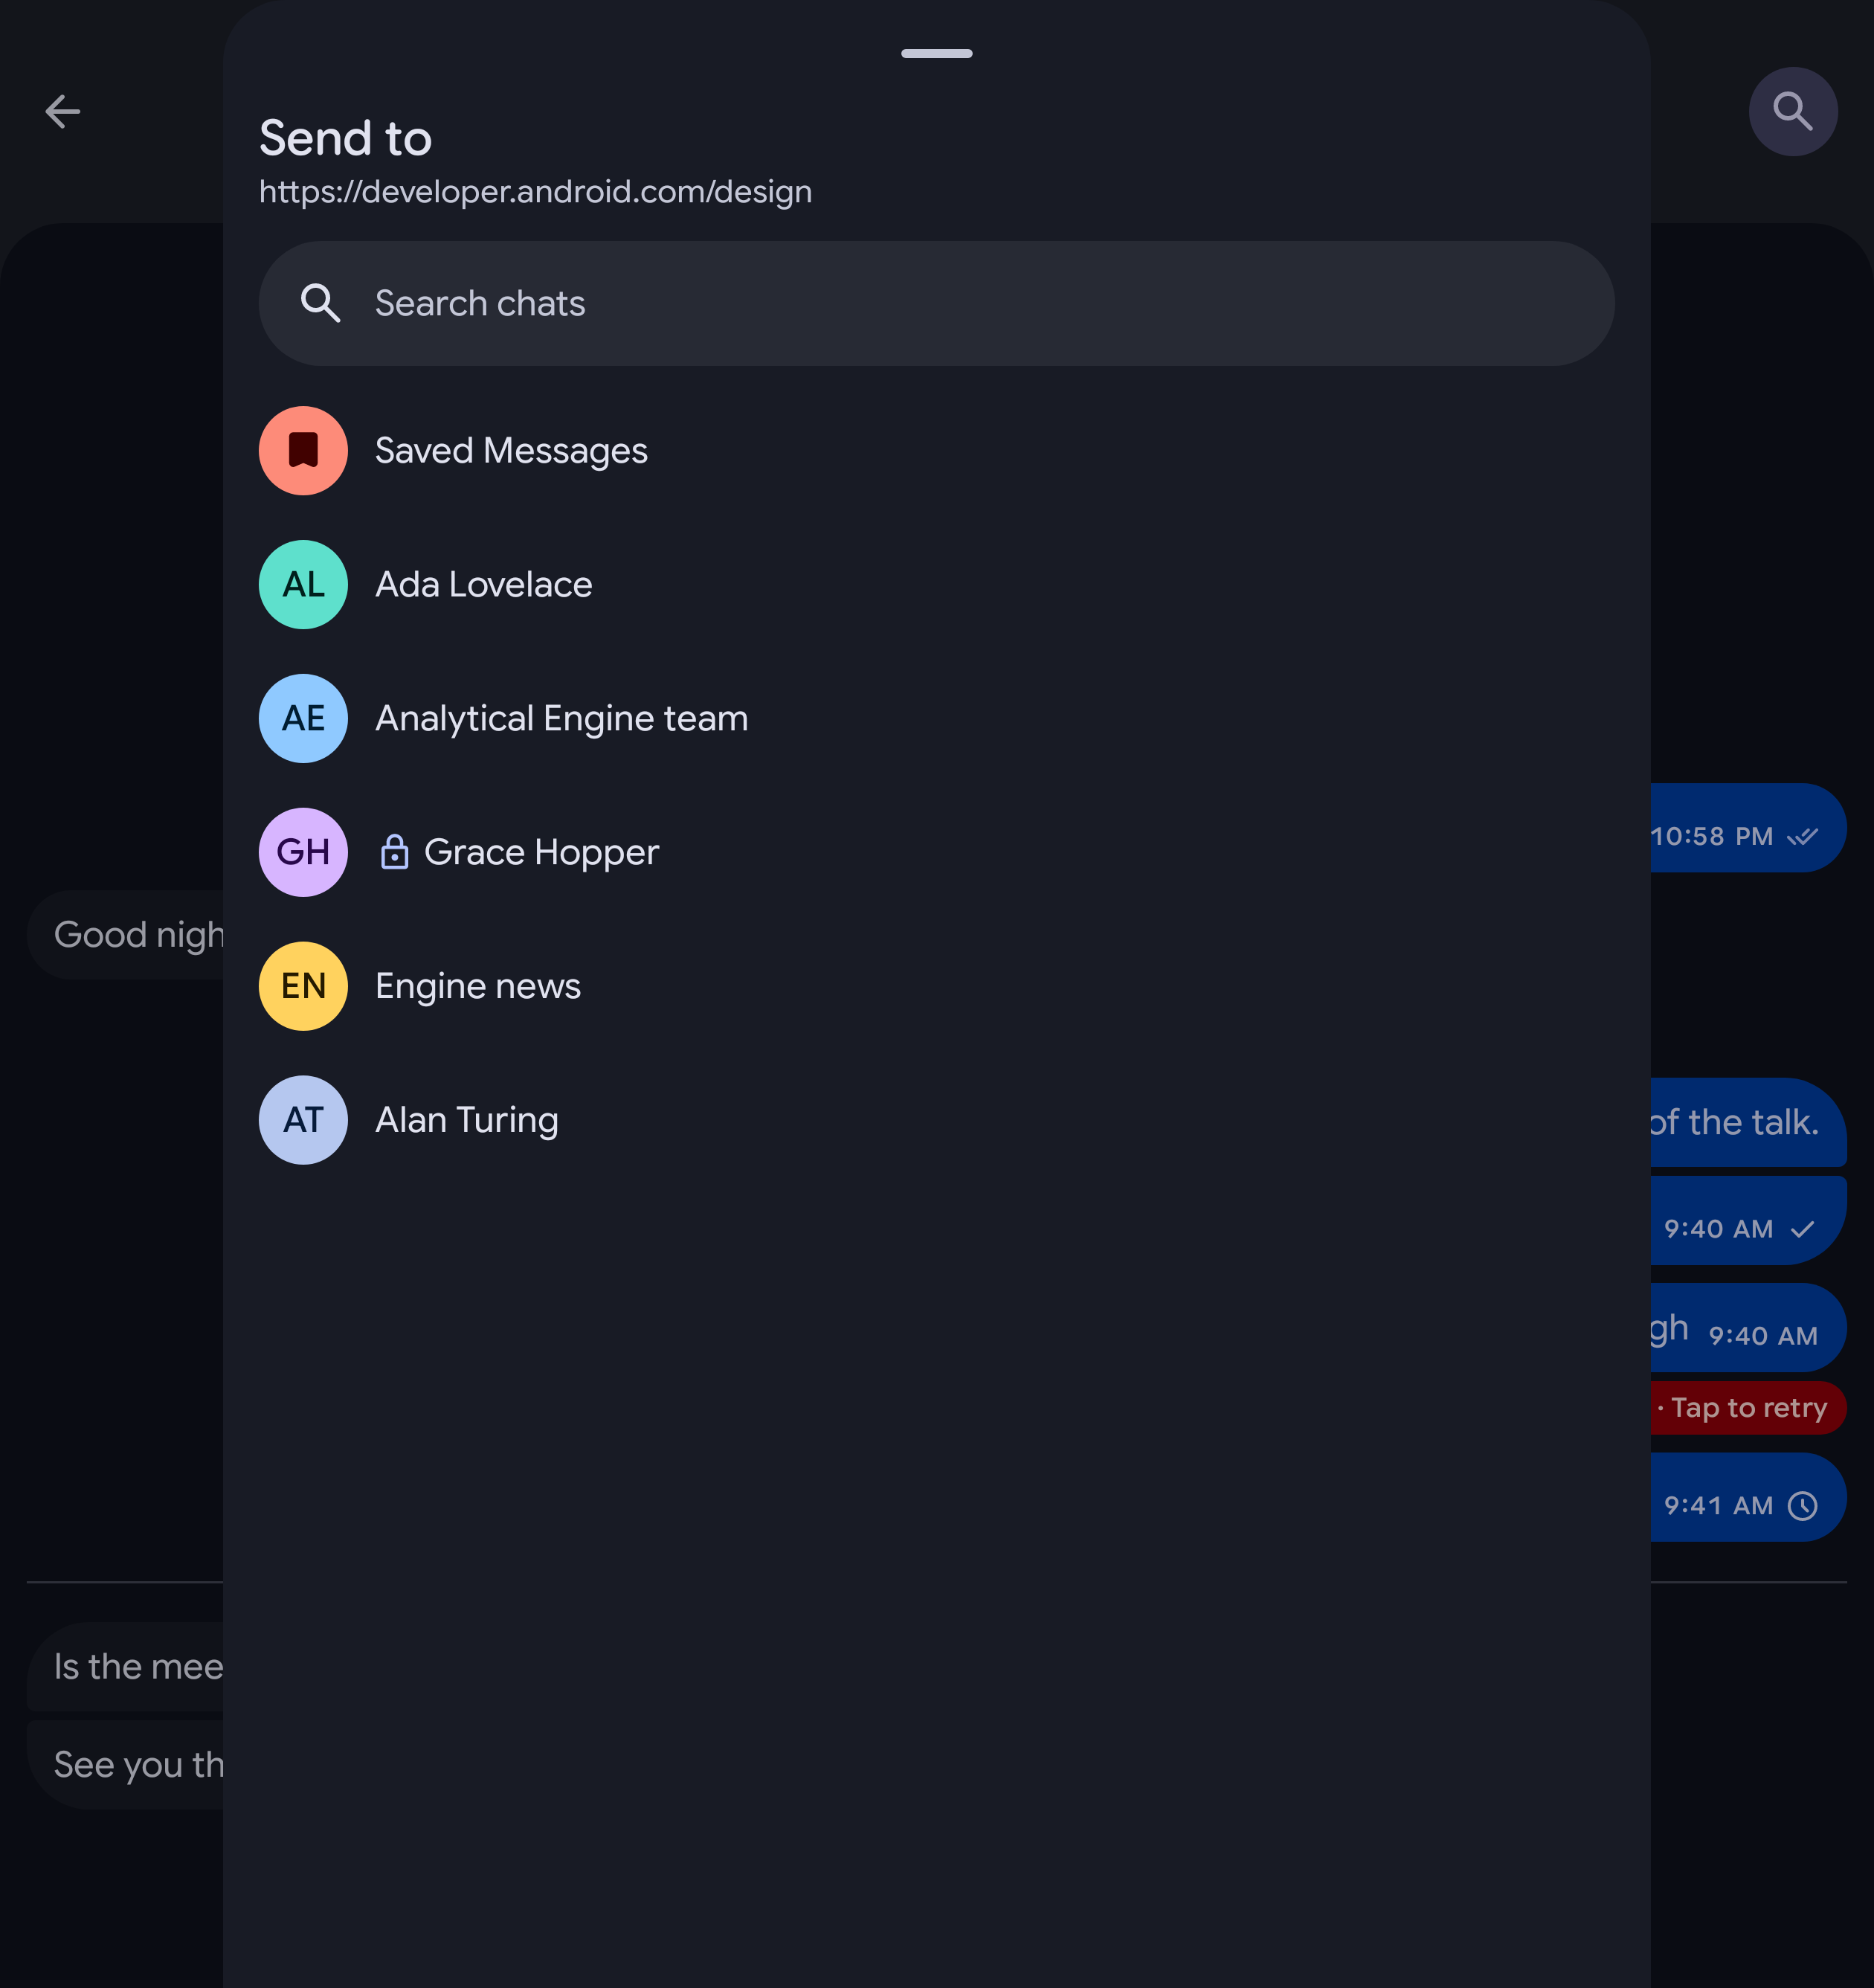 Send to
https://developer.android.com/design
Search chats
Saved Messages
AL Ada Lovelace
AE Analytical Engine team
10:58 PM
GH Grace Hopper
Good nigh
EN Engine news
AT Alan Turing
of the talk.
9:40 AM
gh 9:40 AM
· Tap to retry
9:41 AM
Is the mee
See you th